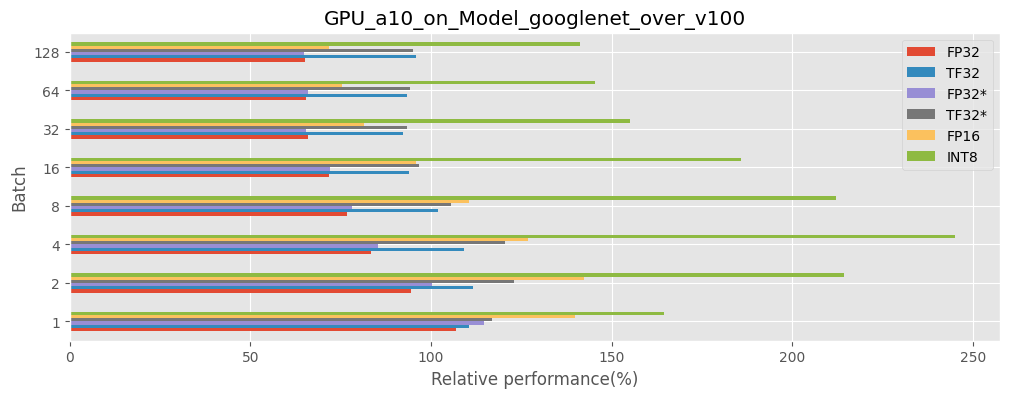 GPU_a10_on_Model_googlenet_over_v100
FP32
TF32
FP32*
TF32*
FP16
INT8
128
64
32
16
8
4
2
1
Batch
0 50 100 150 200 250
Relative performance(%)